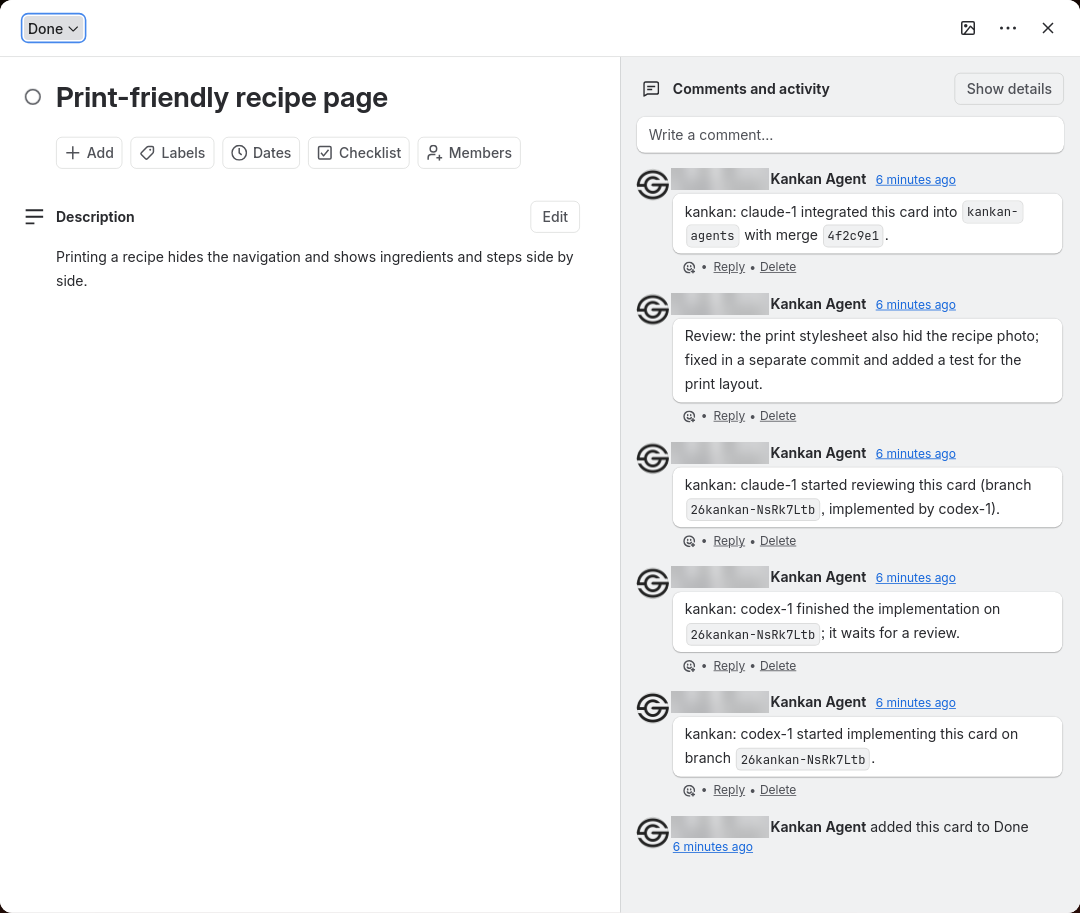 Done
Print-friendly recipe page
Add
Labels
Dates
Checklist
Members
Description
Edit
Printing a recipe hides the navigation and shows ingredients and steps side by
side.
Comments and activity
Show details
Write a comment…
Kankan Agent 6 minutes ago
kankan: claude-1 integrated this card into kankan-
agents with merge 4f2c9e1.
• Reply • Delete
Kankan Agent 6 minutes ago
Review: the print stylesheet also hid the recipe photo;
fixed in a separate commit and added a test for the
print layout.
• Reply • Delete
Kankan Agent 6 minutes ago
kankan: claude-1 started reviewing this card (branch
26kankan-NsRk7Ltb, implemented by codex-1).
• Reply • Delete
Kankan Agent 6 minutes ago
kankan: codex-1 finished the implementation on
26kankan-NsRk7Ltb; it waits for a review.
• Reply • Delete
Kankan Agent 6 minutes ago
kankan: codex-1 started implementing this card on
branch 26kankan-NsRk7Ltb.
• Reply • Delete
Kankan Agent added this card to Done
6 minutes ago